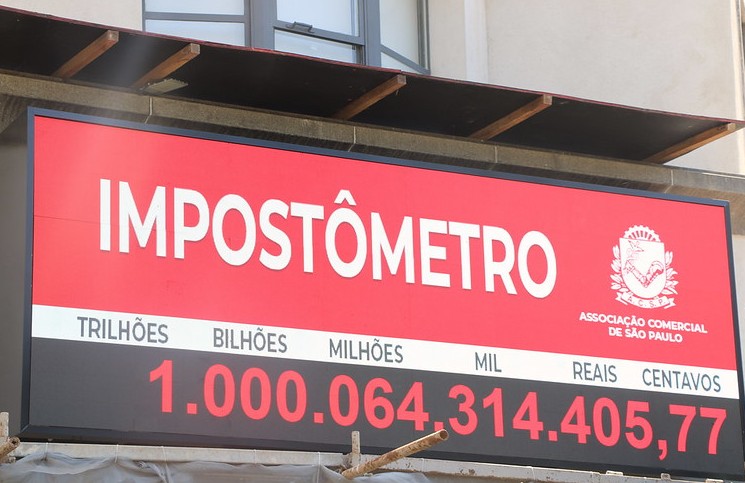 IMPOSTÔMETRO
A.C.S.P.
ASSOCIAÇÃO COMERCIAL
DE SÃO PAULO
TRILHÕES BILHÕES MILHÕES MIL REAIS CENTAVOS
1.000.064.314.405,77